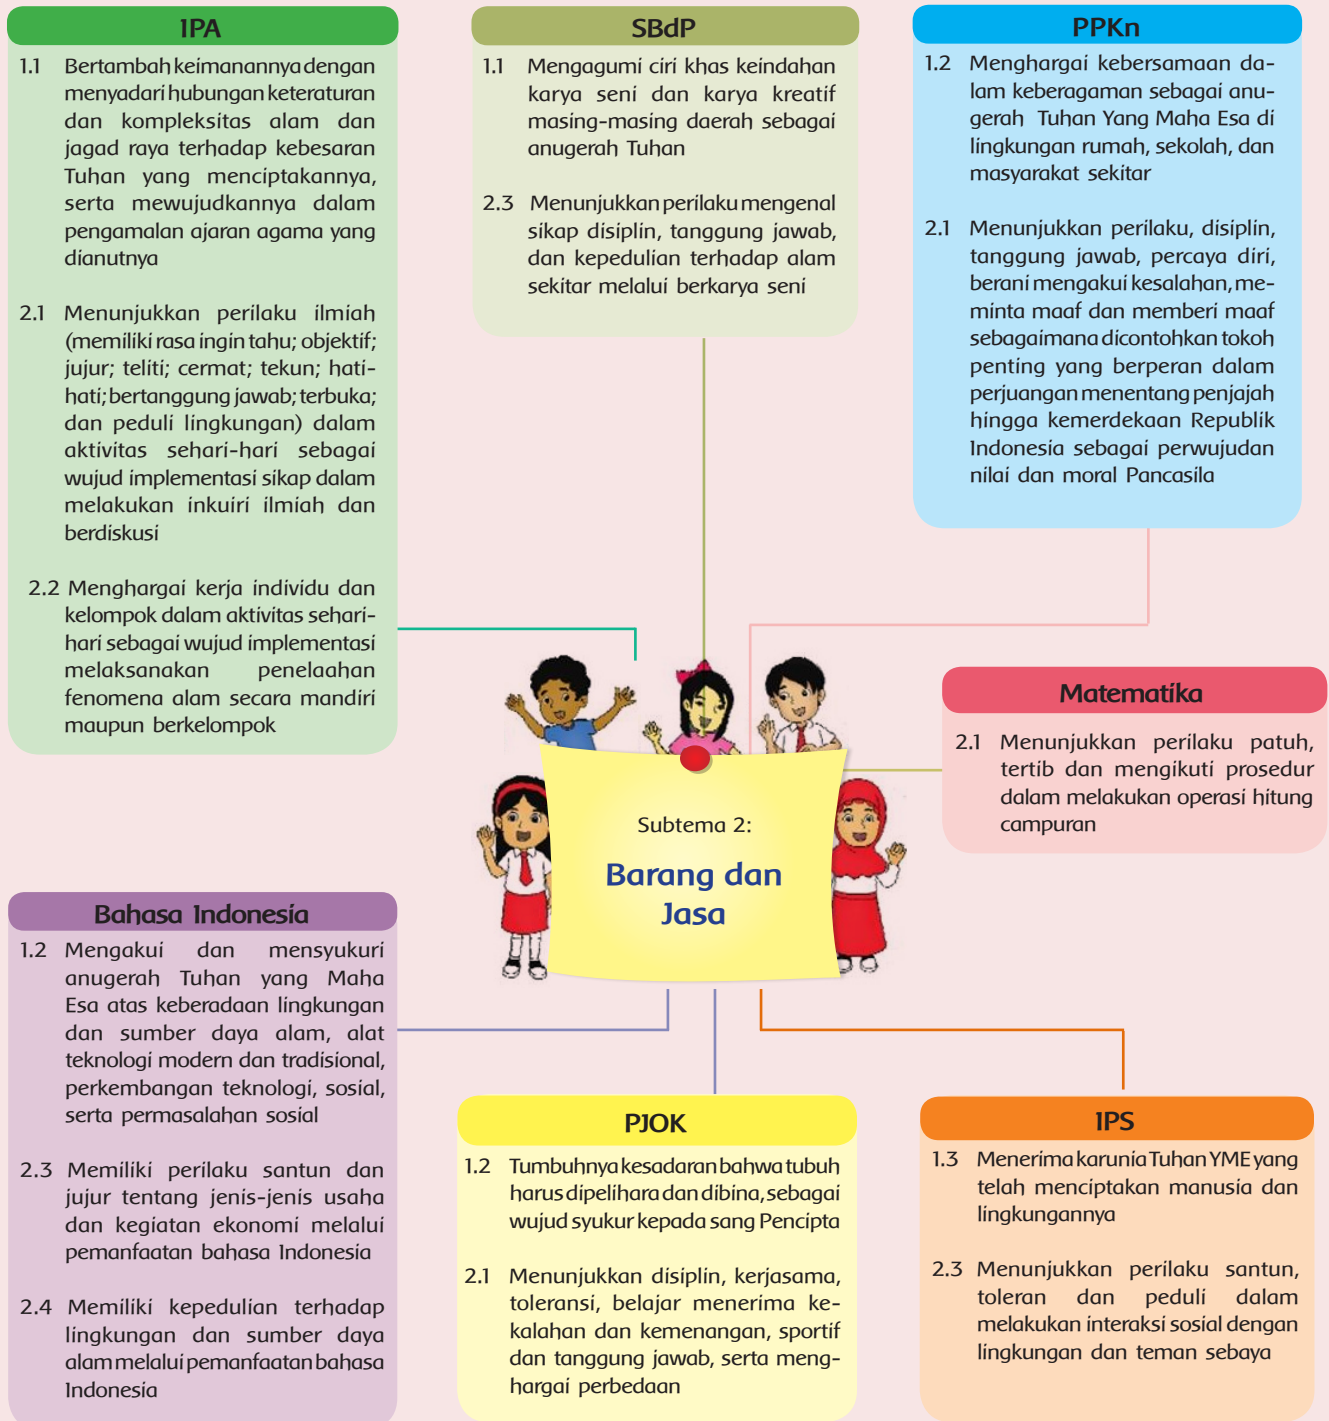 IPA
1.1 Bertambah keimanannya dengan
menyadari hubungan keteraturan
dan kompleksitas alam dan
jagad raya terhadap kebesaran
Tuhan yang menciptakannya,
serta mewujudkannya dalam
pengamalan ajaran agama yang
dianutnya
2.1 Menunjukkan perilaku ilmiah
(memiliki rasa ingin tahu; objektif;
jujur; teliti; cermat; tekun; hati-
hati; bertanggung jawab; terbuka;
dan peduli lingkungan) dalam
aktivitas sehari-hari sebagai
wujud implementasi sikap dalam
melakukan inkuiri ilmiah dan
berdiskusi
2.2 Menghargai kerja individu dan
kelompok dalam aktivitas sehari-
hari sebagai wujud implementasi
melaksanakan penelaahan
fenomena alam secara mandiri
maupun berkelompok
SBdP
1.1 Mengagumi ciri khas keindahan
karya seni dan karya kreatif
masing-masing daerah sebagai
anugerah Tuhan
2.3 Menunjukkan perilaku mengenal
sikap disiplin, tanggung jawab,
dan kepedulian terhadap alam
sekitar melalui berkarya seni
PPKn
1.2 Menghargai kebersamaan da-
lam keberagaman sebagai anu-
gerah Tuhan Yang Maha Esa di
lingkungan rumah, sekolah, dan
masyarakat sekitar
2.1 Menunjukkan perilaku, disiplin,
tanggung jawab, percaya diri,
berani mengakui kesalahan, me-
minta maaf dan memberi maaf
sebagaimana dicontohkan tokoh
penting yang berperan dalam
perjuangan menentang penjajah
hingga kemerdekaan Republik
Indonesia sebagai perwujudan
nilai dan moral Pancasila
Matematika
2.1 Menunjukkan perilaku patuh,
tertib dan mengikuti prosedur
dalam melakukan operasi hitung
campuran
Subtema 2:
Barang dan
Jasa
Bahasa Indonesia
1.2 Mengakui dan mensyukuri
anugerah Tuhan yang Maha
Esa atas keberadaan lingkungan
dan sumber daya alam, alat
teknologi modern dan tradisional,
perkembangan teknologi, sosial,
serta permasalahan sosial
2.3 Memiliki perilaku santun dan
jujur tentang jenis-jenis usaha
dan kegiatan ekonomi melalui
pemanfaatan bahasa Indonesia
2.4 Memiliki kepedulian terhadap
lingkungan dan sumber daya
alam melalui pemanfaatan bahasa
Indonesia
PJOK
1.2 Tumbuhnya kesadaran bahwa tubuh
harus dipelihara dan dibina, sebagai
wujud syukur kepada sang Pencipta
2.1 Menunjukkan disiplin, kerjasama,
toleransi, belajar menerima ke-
kalahan dan kemenangan, sportif
dan tanggung jawab, serta meng-
hargai perbedaan
IPS
1.3 Menerima karunia Tuhan YME yang
telah menciptakan manusia dan
lingkungannya
2.3 Menunjukkan perilaku santun,
toleran dan peduli dalam
melakukan interaksi sosial dengan
lingkungan dan teman sebaya